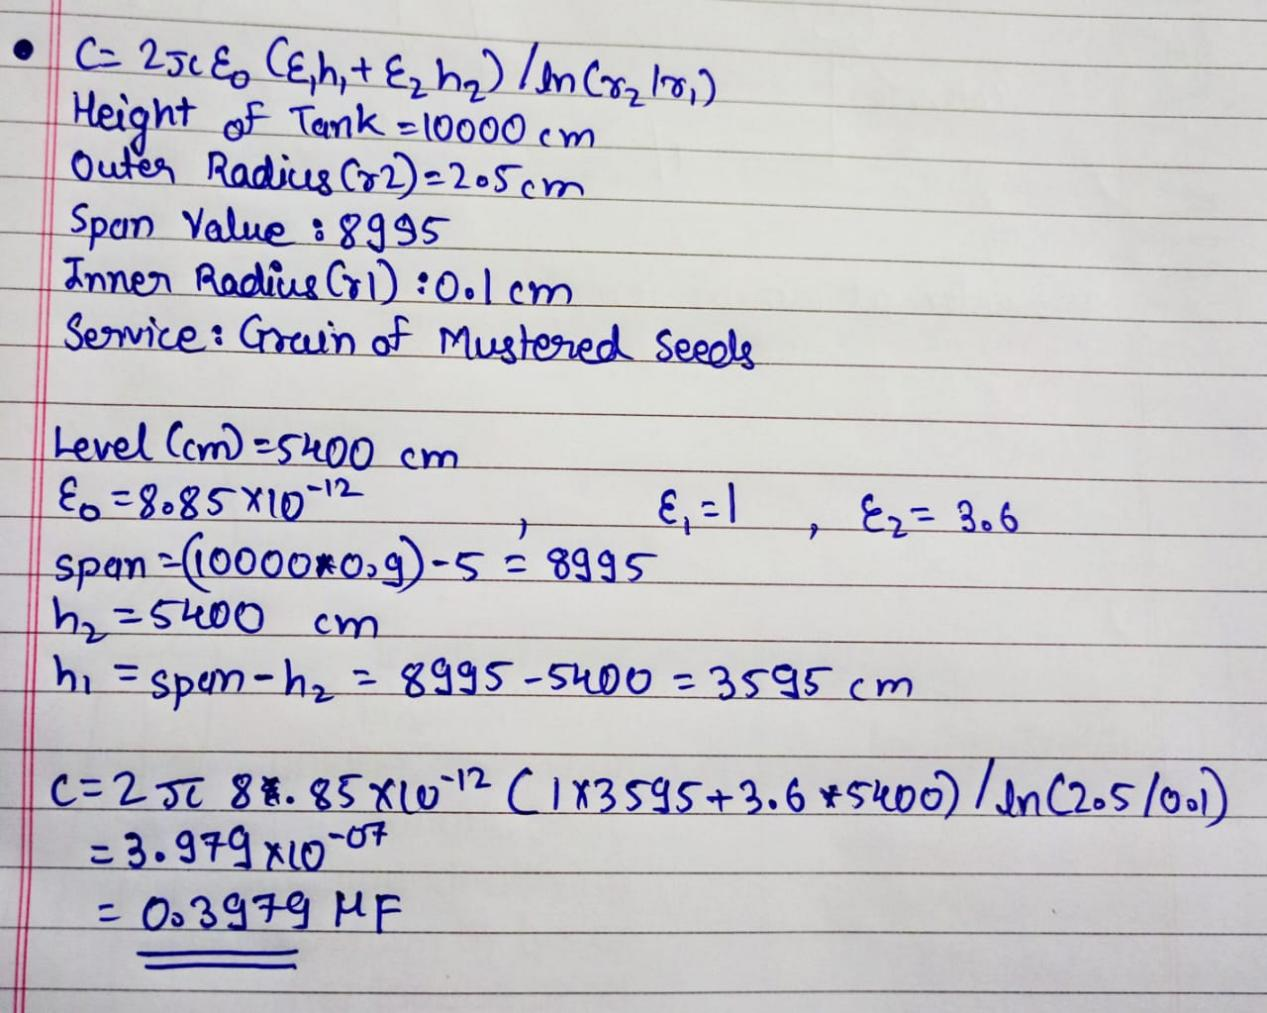 • C= 2πε₀ (ε₁h₁+ ε₂h₂) / ln(r₂/r₁)
Height of Tank = 10000 cm
Outer Radius (r2) = 2.5 cm
Span Value : 8995
Inner Radius (r1) : 0.1 cm
Service : Grain of Mustered Seeds
Level (cm) = 5400 cm
ε₀ = 8.85 × 10⁻¹² , ε₁ = 1 , ε₂ = 3.6
span = (10000*0.9) - 5 = 8995
h₂ = 5400 cm
h₁ = span - h₂ = 8995 - 5400 = 3595 cm
C = 2π 8.85 × 10⁻¹² (1×3595 + 3.6 * 5400) / ln(2.5/0.1)
= 3.979 × 10⁻⁰⁷
= 0.3979 μF